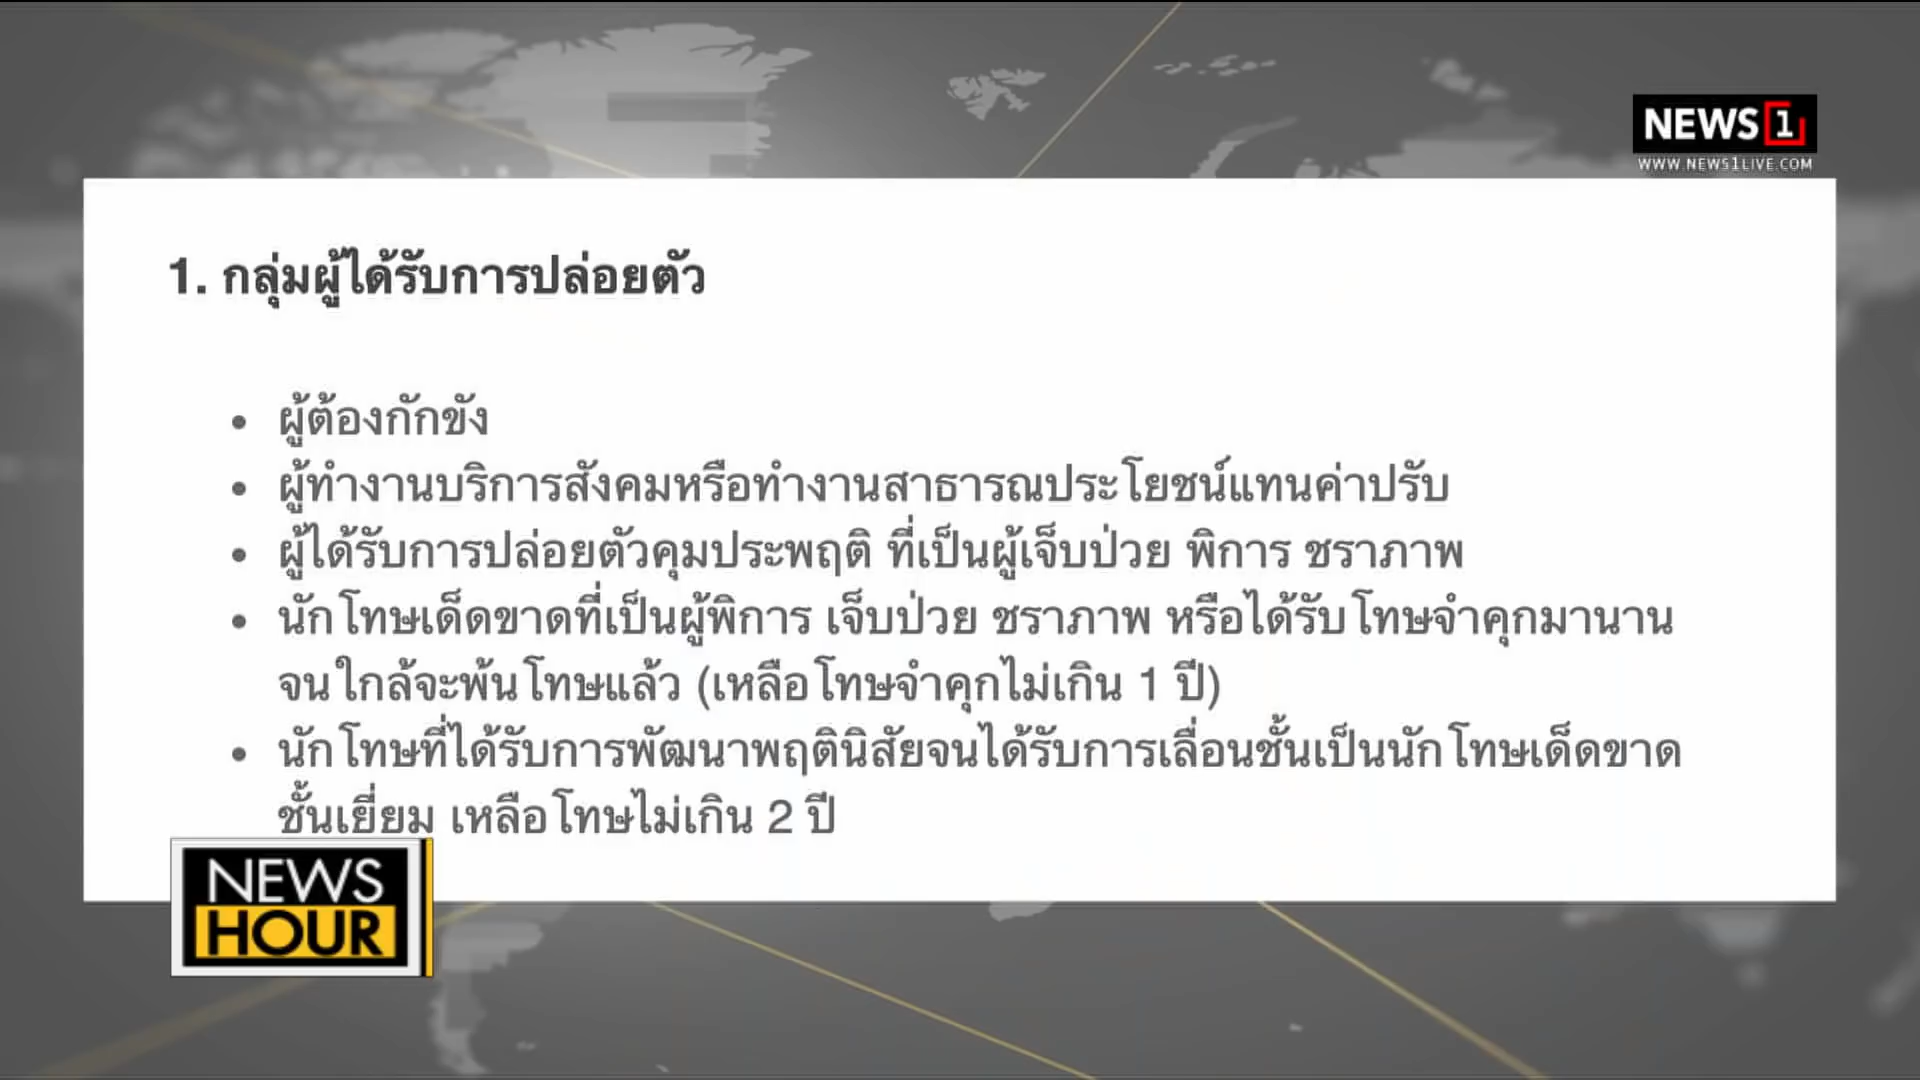 NEWS 1
WWW.NEWS1LIVE.COM
1. กลุ่มผู้ได้รับการปล่อยตัว
• ผู้ต้องกักขัง
• ผู้ทำงานบริการสังคมหรือทำงานสาธารณประโยชน์แทนค่าปรับ
• ผู้ได้รับการปล่อยตัวคุมประพฤติ ที่เป็นผู้เจ็บป่วย พิการ ชราภาพ
• นักโทษเด็ดขาดที่เป็นผู้พิการ เจ็บป่วย ชราภาพ หรือได้รับโทษจำคุกมานาน
จนใกล้จะพ้นโทษแล้ว (เหลือโทษจำคุกไม่เกิน 1 ปี)
• นักโทษที่ได้รับการพัฒนาพฤตินิสัยจนได้รับการเลื่อนชั้นเป็นนักโทษเด็ดขาด
ชั้นเยี่ยม เหลือโทษไม่เกิน 2 ปี
NEWS
HOUR